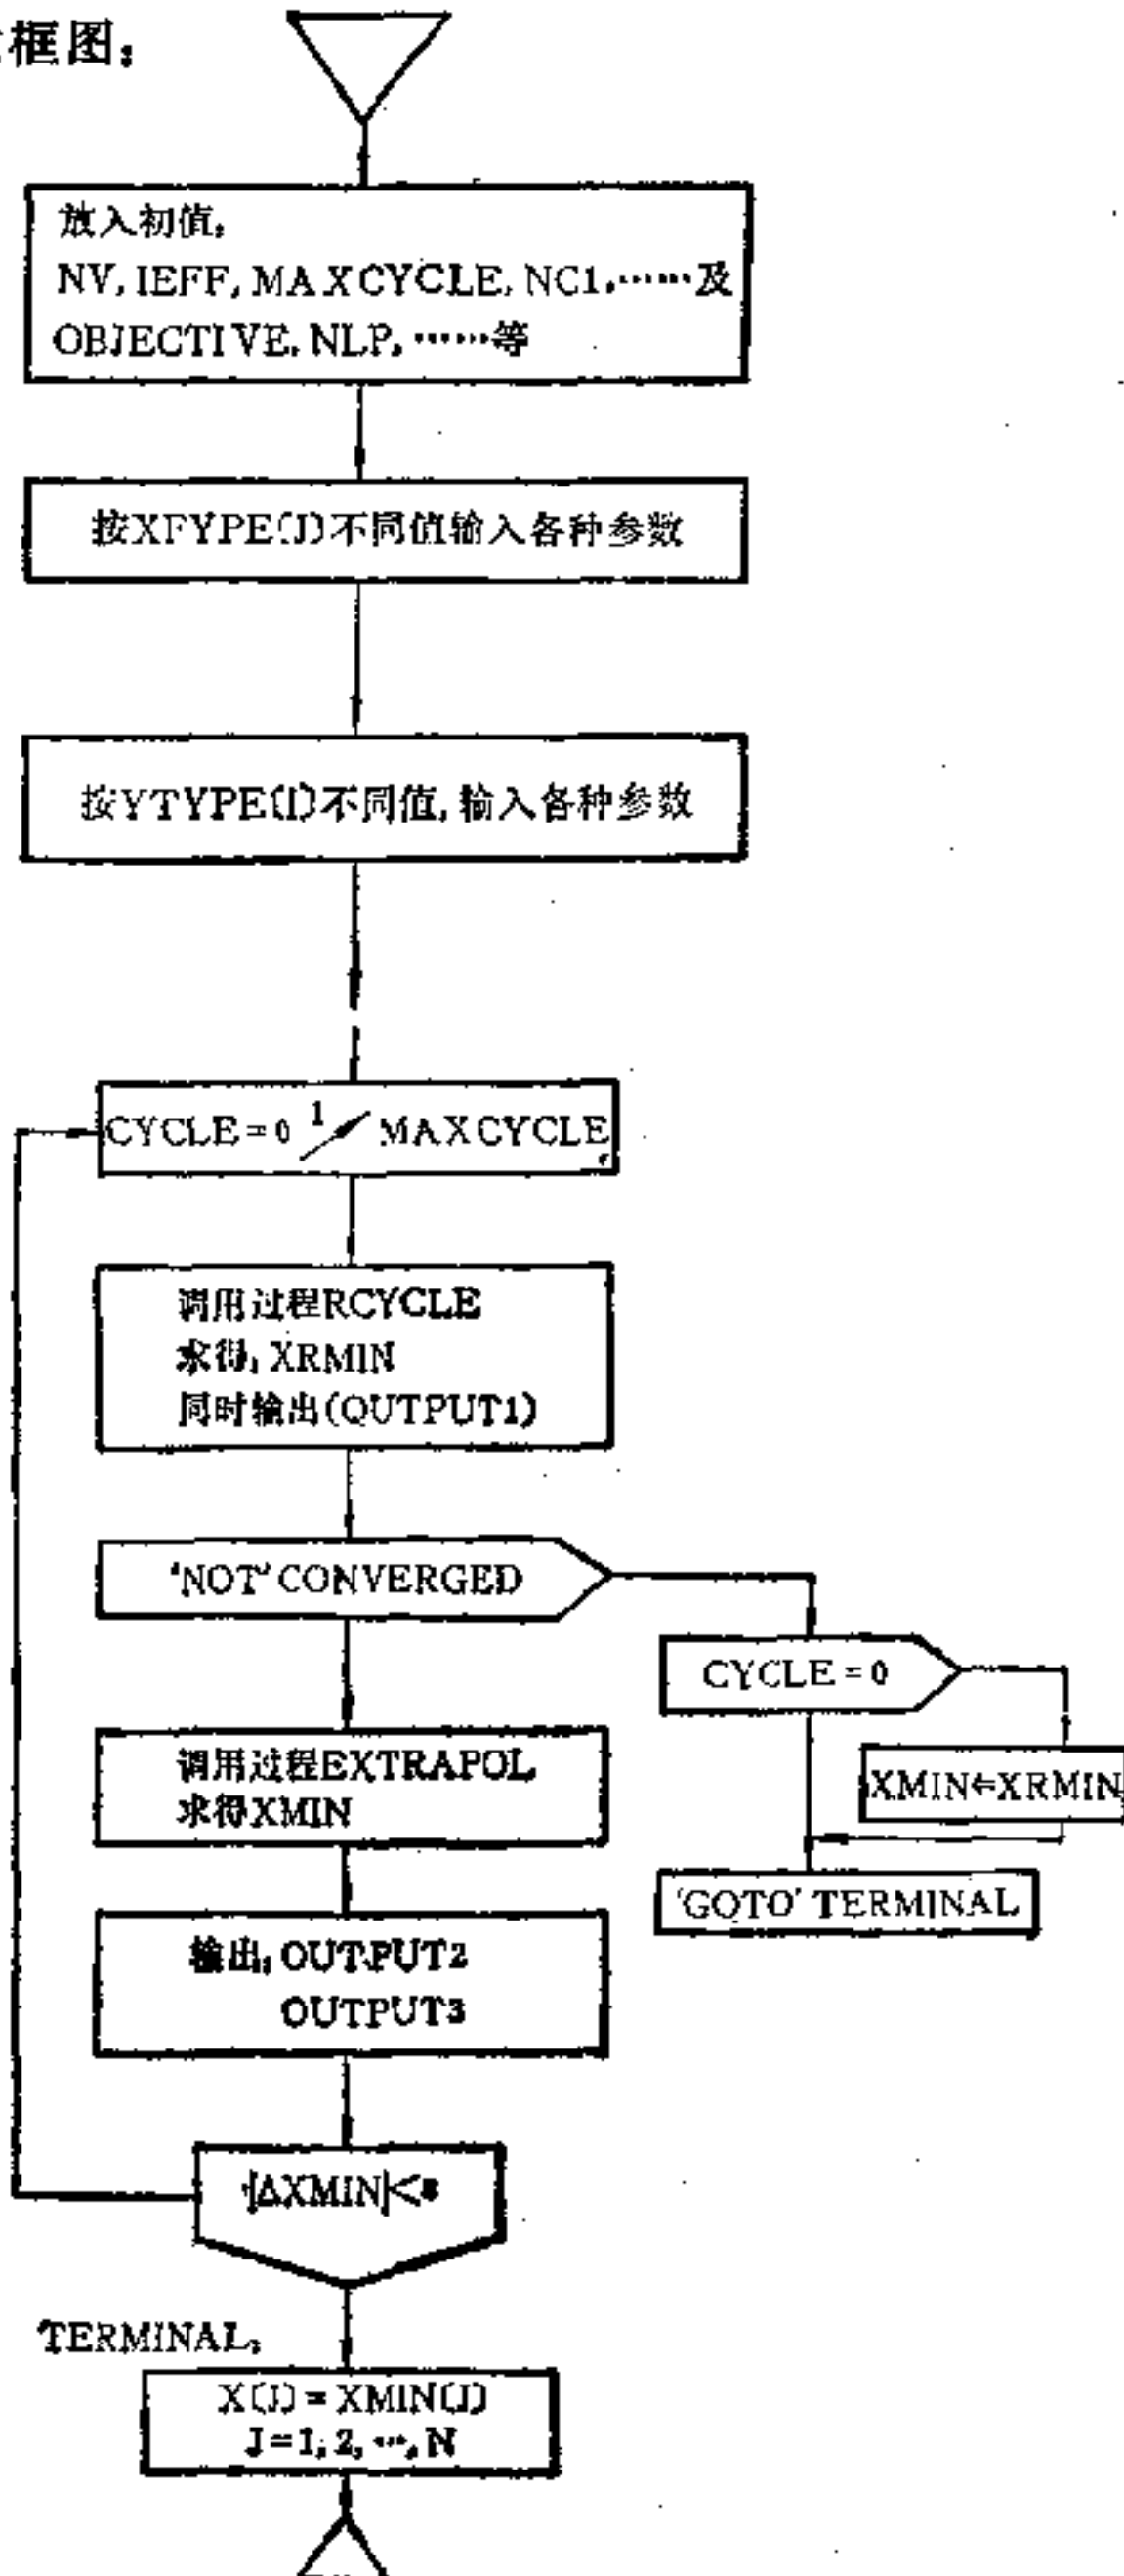 框图：
放入初值：
NV, IEFF, MAXCYCLE, NC1, ……及
OBJECTIVE, NLP, ……等
按XFYPE(J)不同值输入各种参数
按YTYPE(I)不同值, 输入各种参数
CYCLE=0 1 MAXCYCLE
调用过程RCYCLE
求得: XRMIN
同时输出(OUTPUT1)
'NOT' CONVERGED
CYCLE=0
调用过程EXTRAPOL
求得XMIN
XMIN⇐XRMIN
'GOTO' TERMINAL
输出: OUTPUT2
OUTPUT3
|ΔXMIN|<ε
TERMINAL:
X(J)=XMIN(J)
J=1, 2, …, N